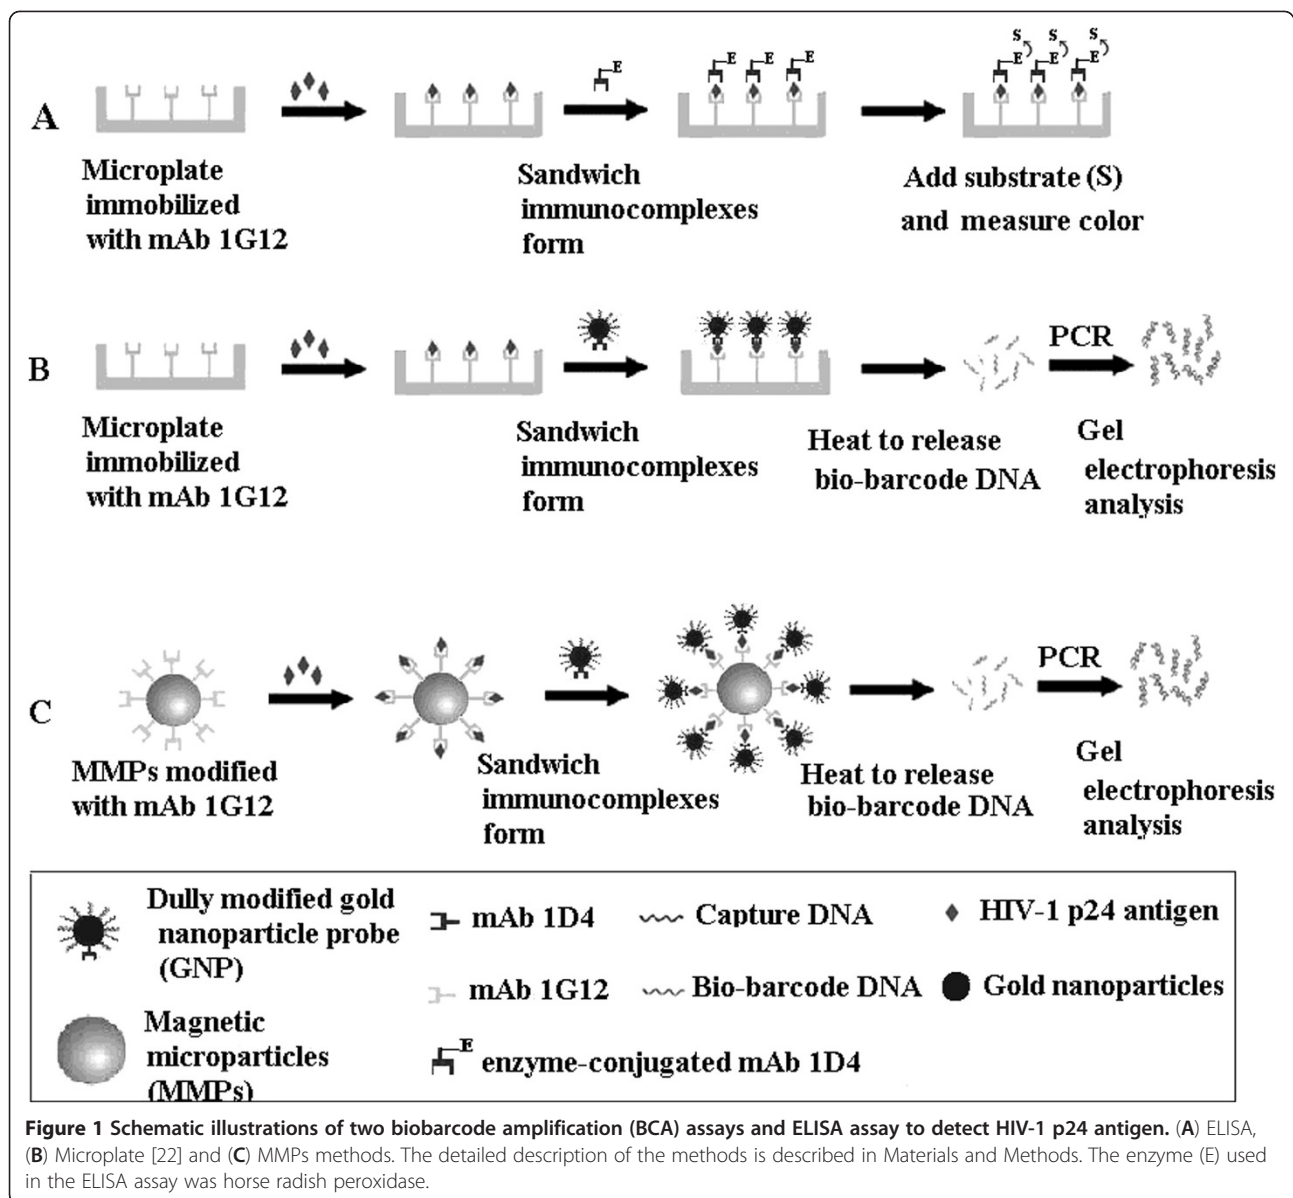 A
E
E E E
S S S
E E E
Microplate
immobilized
with mAb 1G12
Sandwich
immunocomplexes
form
Add substrate (S)
and measure color
B
PCR
Microplate
immobilized
with mAb 1G12
Sandwich
immunocomplexes
form
Heat to release
bio-barcode DNA
Gel
electrophoresis
analysis
C
PCR
MMPs modified
with mAb 1G12
Sandwich
immunocomplexes
form
Heat to release
bio-barcode DNA
Gel
electrophoresis
analysis
Dully modified gold
nanoparticle probe
(GNP)
mAb 1D4
Capture DNA
HIV-1 p24 antigen
mAb 1G12
Bio-barcode DNA
Gold nanoparticles
Magnetic
microparticles
(MMPs)
E
enzyme-conjugated mAb 1D4
Figure 1 Schematic illustrations of two biobarcode amplification (BCA) assays and ELISA assay to detect HIV-1 p24 antigen. (A) ELISA,
(B) Microplate [22] and (C) MMPs methods. The detailed description of the methods is described in Materials and Methods. The enzyme (E) used
in the ELISA assay was horse radish peroxidase.